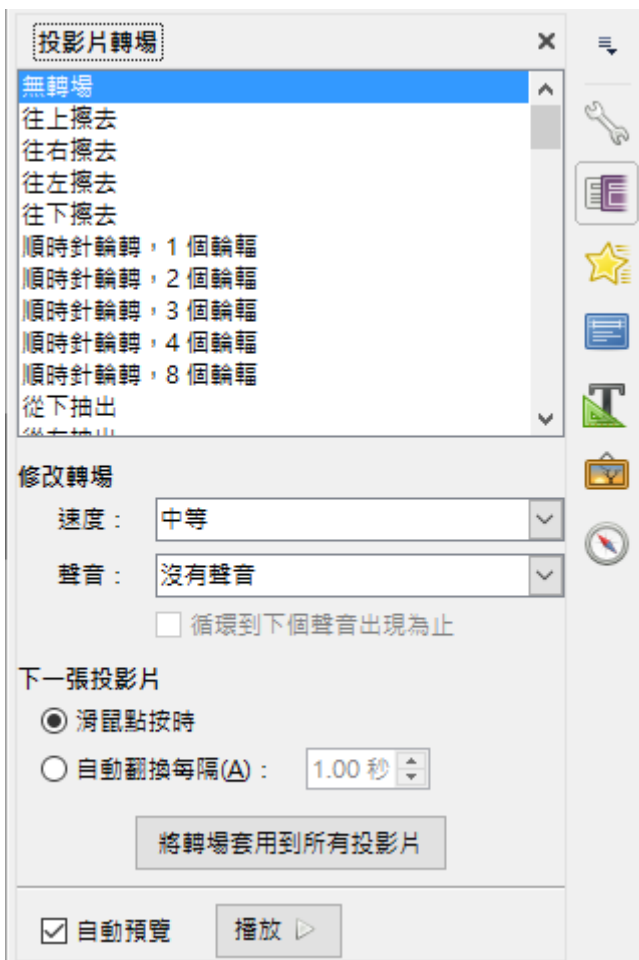 投影片轉場
無轉場
往上擦去
往右擦去
往左擦去
往下擦去
順時針輪轉，1 個輪輻
順時針輪轉，2 個輪輻
順時針輪轉，3 個輪輻
順時針輪轉，4 個輪輻
順時針輪轉，8 個輪輻
從下抽出
從左抽出
修改轉場
速度： 中等
聲音： 沒有聲音
循環到下個聲音出現為止
下一張投影片
滑鼠點按時
自動翻換每隔(A)： 1.00 秒
將轉場套用到所有投影片
自動預覽 播放